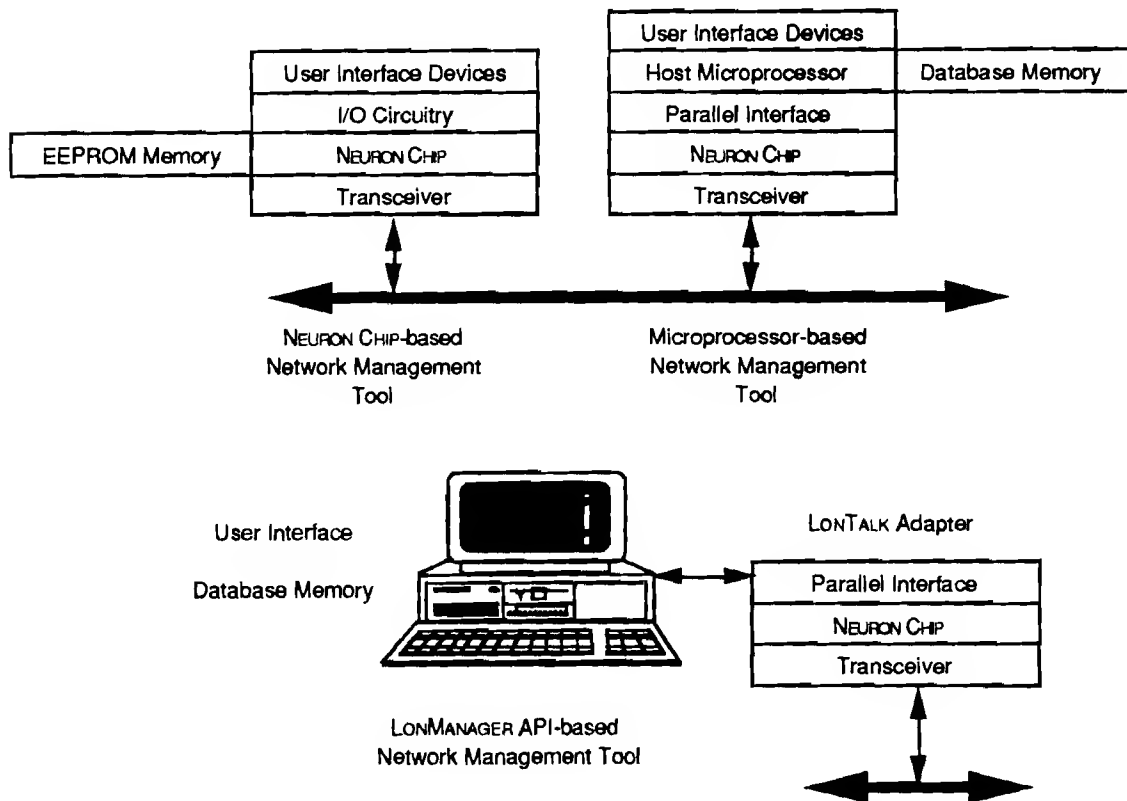 User Interface Devices
I/O Circuitry
EEPROM Memory
NEURON CHIP
Transceiver
User Interface Devices
Host Microprocessor
Database Memory
Parallel Interface
NEURON CHIP
Transceiver
NEURON CHIP-based
Network Management
Tool
Microprocessor-based
Network Management
Tool
User Interface
Database Memory
LONTALK Adapter
Parallel Interface
NEURON CHIP
Transceiver
LONMANAGER API-based
Network Management Tool